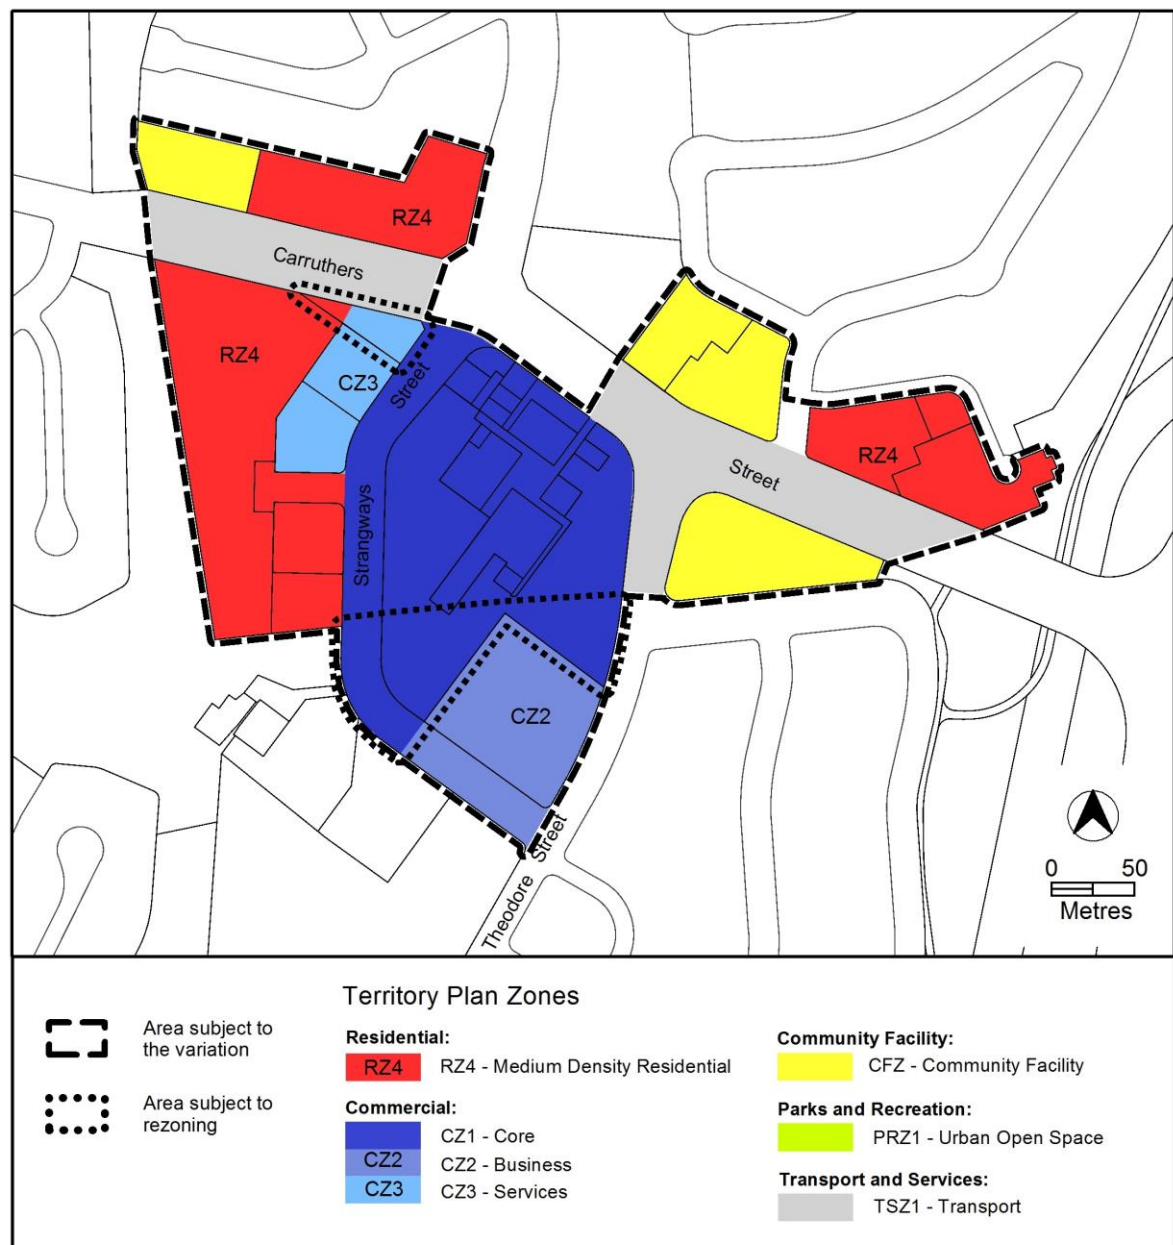 RZ4
Carruthers
RZ4
CZ3
Street
Street
RZ4
Strangways
CZ2
Theodore Street
0 50
Metres
Territory Plan Zones
Area subject to
the variation
Area subject to
rezoning
Residential:
RZ4 RZ4 - Medium Density Residential
Commercial:
CZ1 - Core
CZ2 CZ2 - Business
CZ3 CZ3 - Services
Community Facility:
CFZ - Community Facility
Parks and Recreation:
PRZ1 - Urban Open Space
Transport and Services:
TSZ1 - Transport